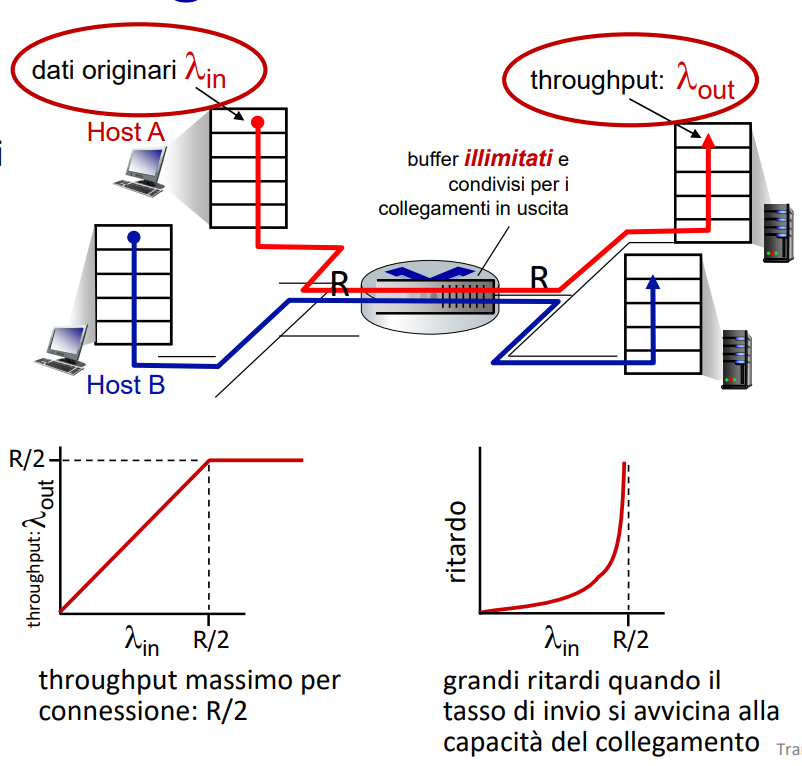 dati originari λin
throughput: λout
Host A
i
buffer illimitati e
condivisi per i
collegamenti in uscita
R
R
Host B
R/2
throughput: λout
λin
R/2
throughput massimo per
connessione: R/2
ritardo
λin
R/2
grandi ritardi quando il
tasso di invio si avvicina alla
capacità del collegamento
Tra